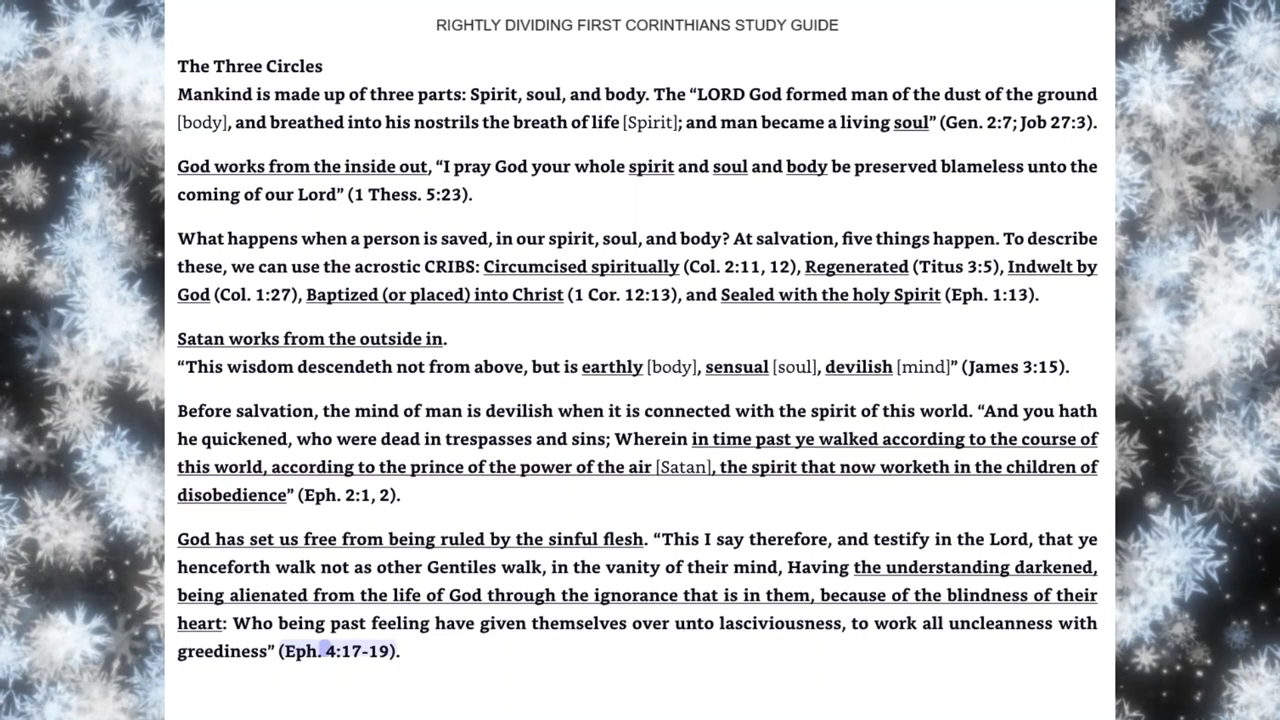 RIGHTLY DIVIDING FIRST CORINTHIANS STUDY GUIDE
The Three Circles
Mankind is made up of three parts: Spirit, soul, and body. The “LORD God formed man of the dust of the ground
[body], and breathed into his nostrils the breath of life [Spirit]; and man became a living soul” (Gen. 2:7; Job 27:3).
God works from the inside out, “I pray God your whole spirit and soul and body be preserved blameless unto the
coming of our Lord” (1 Thess. 5:23).
What happens when a person is saved, in our spirit, soul, and body? At salvation, five things happen. To describe
these, we can use the acrostic CRIBS: Circumcised spiritually (Col. 2:11, 12), Regenerated (Titus 3:5), Indwelt by
God (Col. 1:27), Baptized (or placed) into Christ (1 Cor. 12:13), and Sealed with the holy Spirit (Eph. 1:13).
Satan works from the outside in.
“This wisdom descendeth not from above, but is earthly [body], sensual [soul], devilish [mind]” (James 3:15).
Before salvation, the mind of man is devilish when it is connected with the spirit of this world. “And you hath
he quickened, who were dead in trespasses and sins; Wherein in time past ye walked according to the course of
this world, according to the prince of the power of the air [Satan], the spirit that now worketh in the children of
disobedience” (Eph. 2:1, 2).
God has set us free from being ruled by the sinful flesh. “This I say therefore, and testify in the Lord, that ye
henceforth walk not as other Gentiles walk, in the vanity of their mind, Having the understanding darkened,
being alienated from the life of God through the ignorance that is in them, because of the blindness of their
heart: Who being past feeling have given themselves over unto lasciviousness, to work all uncleanness with
greediness” (Eph. 4:17-19).